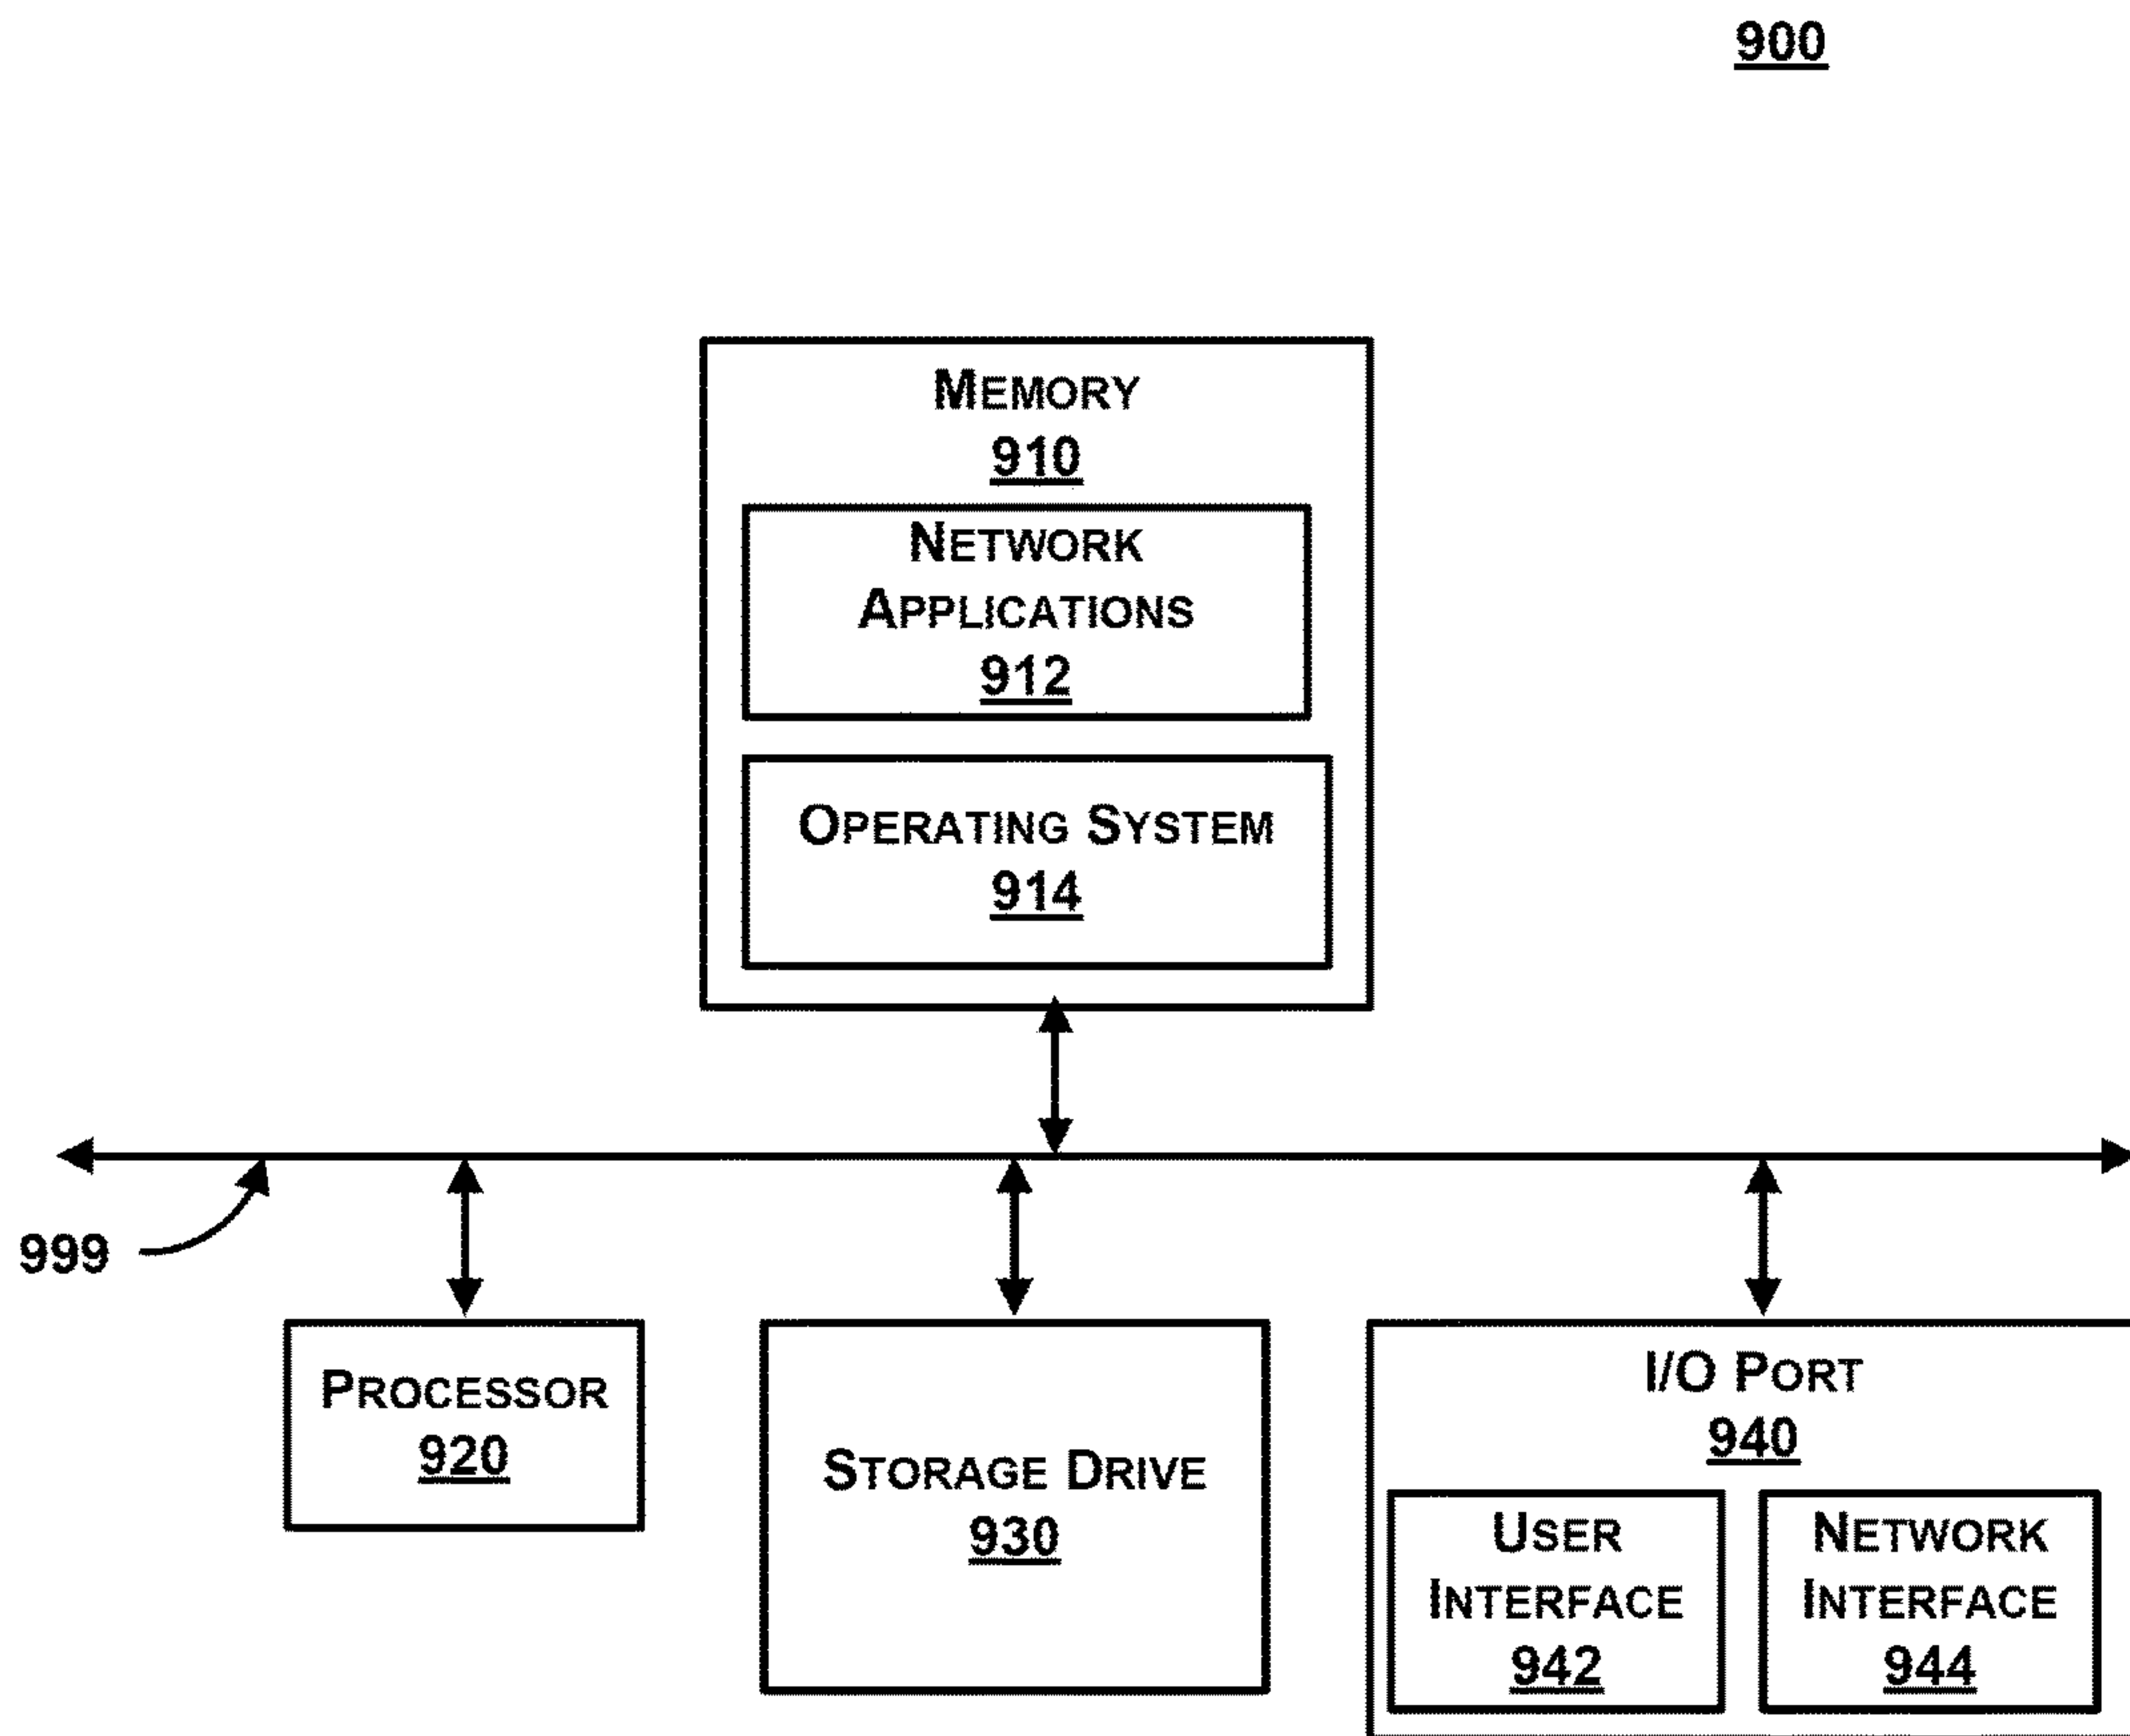 900
MEMORY
910
NETWORK
APPLICATIONS
912
OPERATING SYSTEM
914
999
PROCESSOR
920
STORAGE DRIVE
930
I/O PORT
940
USER
INTERFACE
942
NETWORK
INTERFACE
944